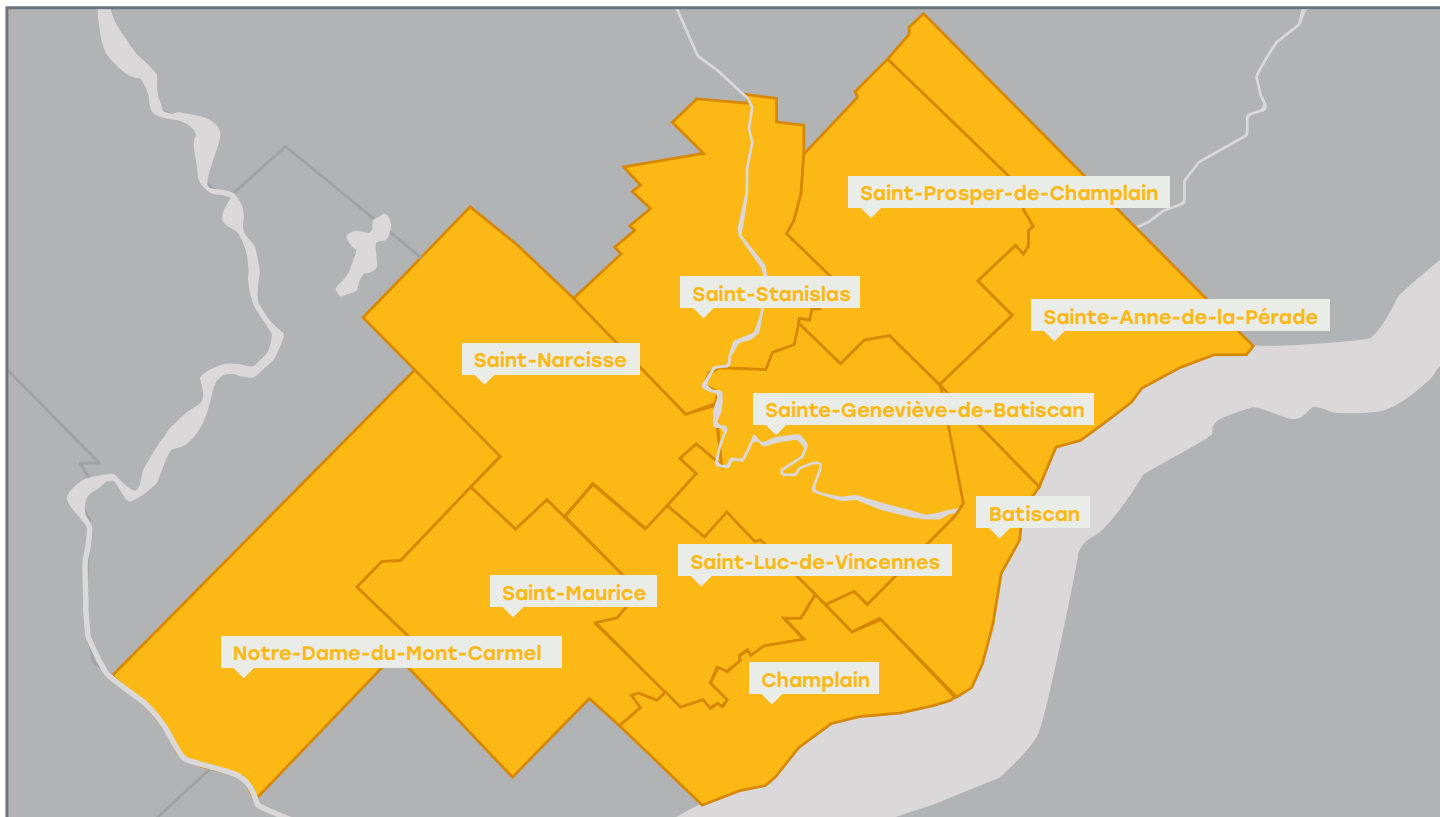 Saint-Prosper-de-Champlain
Saint-Stanislas
Sainte-Anne-de-la-Pérade
Saint-Narcisse
Sainte-Geneviève-de-Batiscan
Batiscan
Saint-Luc-de-Vincennes
Saint-Maurice
Notre-Dame-du-Mont-Carmel
Champlain